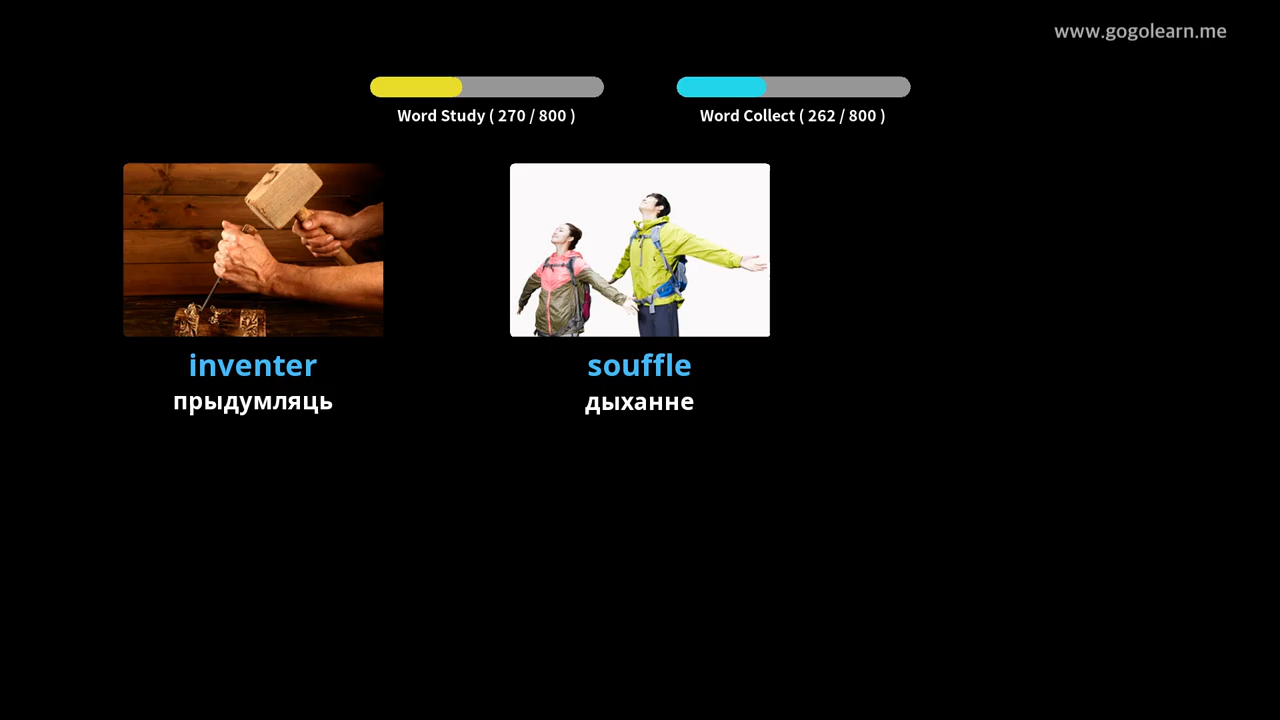 www.gogolearn.me
Word Study ( 270 / 800 )
Word Collect ( 262 / 800 )
inventer
прыдумляць
souffle
дыханне